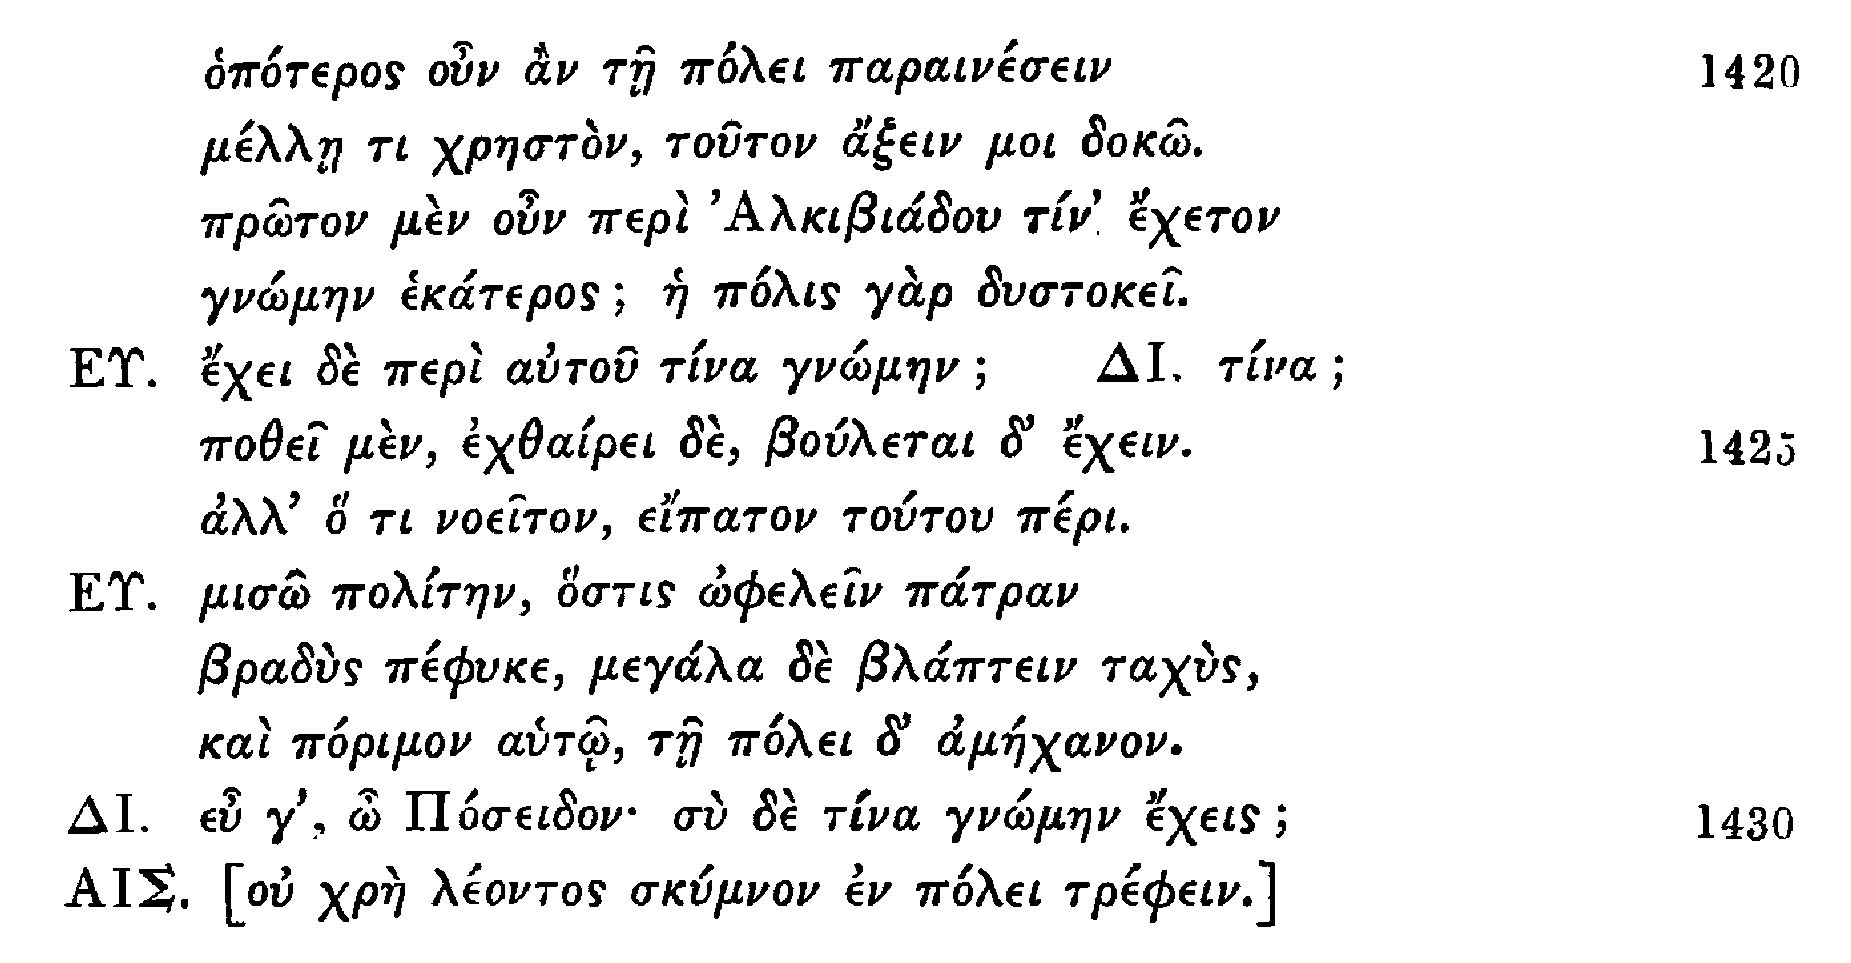 ὁπότερος οὖν ἂν τῇ πόλει παραινέσειν 1420
μέλλῃ τι χρηστὸν, τοῦτον ἄξειν μοι δοκῶ.
πρῶτον μὲν οὖν περὶ Ἀλκιβιάδου τίν’ ἔχετον
γνώμην ἑκάτερος; ἡ πόλις γὰρ δυστοκεῖ.
ΕΥ. ἔχει δὲ περὶ αὐτοῦ τίνα γνώμην; ΔΙ. τίνα;
ποθεῖ μὲν, ἐχθαίρει δὲ, βούλεται δ’ ἔχειν. 1425
ἀλλ’ ὅ τι νοεῖτον, εἴπατον τούτου πέρι.
ΕΥ. μισῶ πολίτην, ὅστις ὠφελεῖν πάτραν
βραδὺς πέφυκε, μεγάλα δὲ βλάπτειν ταχὺς,
καὶ πόριμον αὑτῷ, τῇ πόλει δ’ ἀμήχανον.
ΔΙ. εὖ γ’, ὦ Πόσειδον· σὺ δὲ τίνα γνώμην ἔχεις; 1430
ΑΙΣ. [οὐ χρὴ λέοντος σκύμνον ἐν πόλει τρέφειν.]